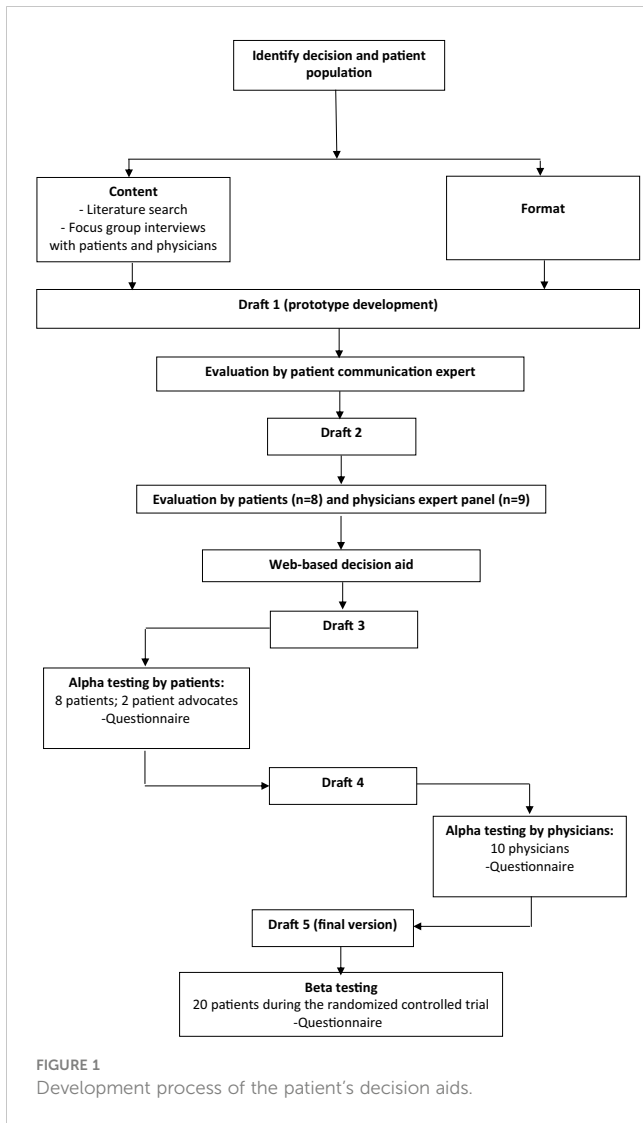 Identify decision and patient
population
Content
- Literature search
- Focus group interviews
with patients and physicians
Format
Draft 1 (prototype development)
Evaluation by patient communication expert
Draft 2
Evaluation by patients (n=8) and physicians expert panel (n=9)
Web-based decision aid
Draft 3
Alpha testing by patients:
8 patients; 2 patient advocates
-Questionnaire
Draft 4
Alpha testing by physicians:
10 physicians
-Questionnaire
Draft 5 (final version)
Beta testing
20 patients during the randomized controlled trial
-Questionnaire
FIGURE 1
Development process of the patient's decision aids.